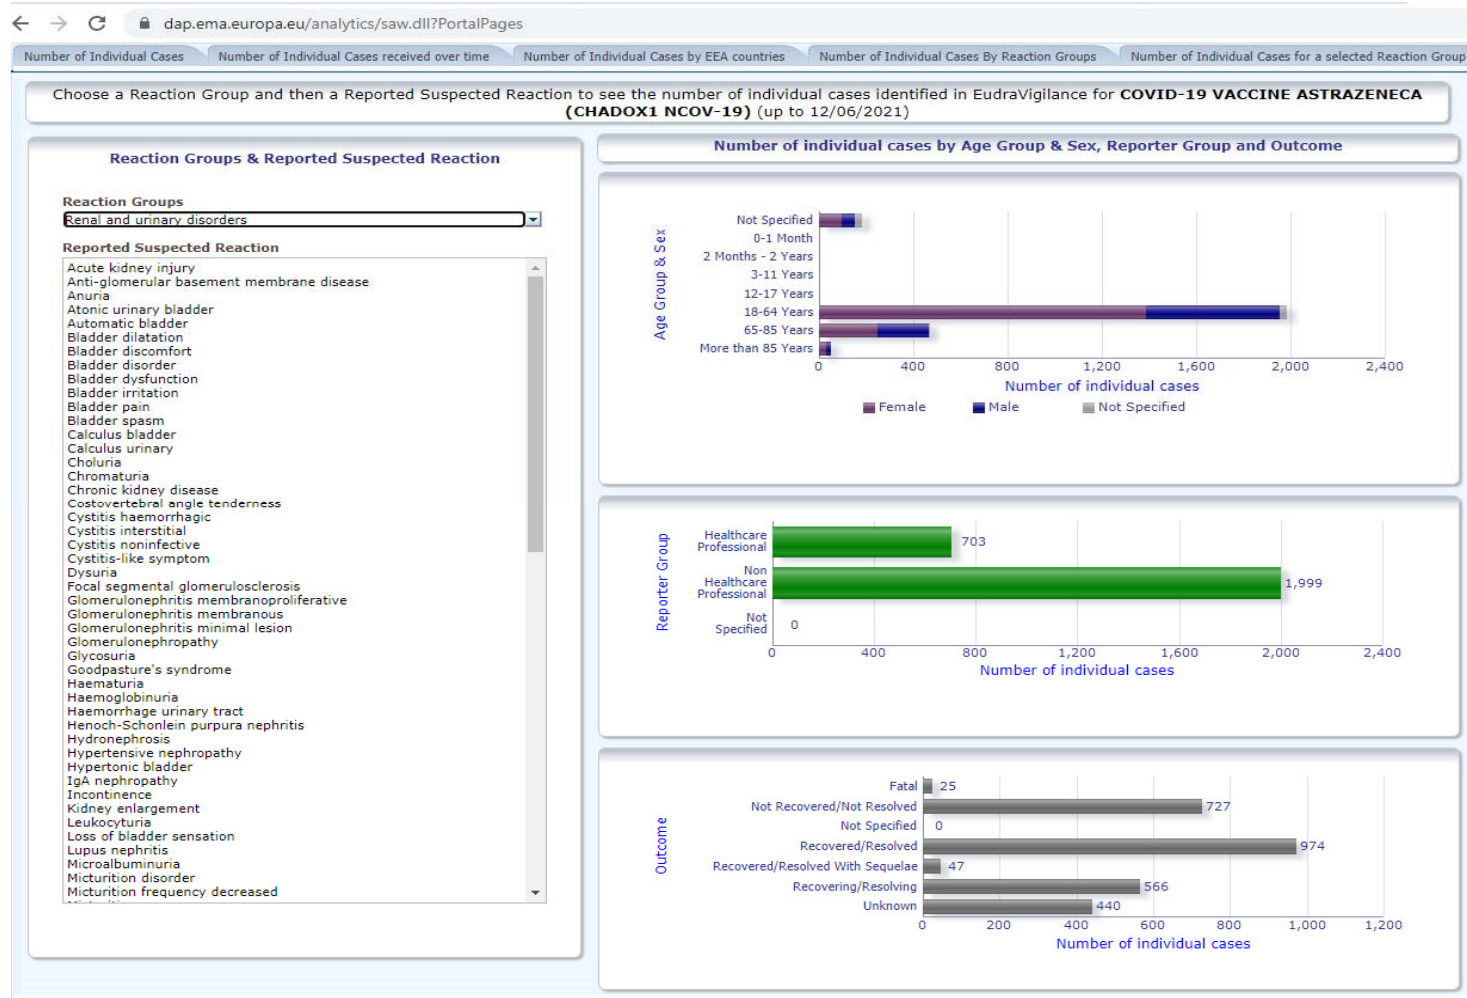 dap.ema.europa.eu/analytics/saw.dll?PortalPages
Number of Individual Cases
Number of Individual Cases received over time
Number of Individual Cases by EEA countries
Number of Individual Cases By Reaction Groups
Number of Individual Cases for a selected Reaction Group
Choose a Reaction Group and then a Reported Suspected Reaction to see the number of individual cases identified in EudraVigilance for COVID-19 VACCINE ASTRAZENECA
(CHADOX1 NCOV-19) (up to 12/06/2021)
Reaction Groups & Reported Suspected Reaction
Reaction Groups
Renal and urinary disorders
Reported Suspected Reaction
Acute kidney injury
Anti-glomerular basement membrane disease
Anuria
Atonic urinary bladder
Automatic bladder
Bladder dilatation
Bladder discomfort
Bladder disorder
Bladder dysfunction
Bladder irritation
Bladder pain
Bladder spasm
Calculus bladder
Calculus urinary
Choluria
Chromaturia
Chronic kidney disease
Costovertebral angle tenderness
Cystitis haemorrhagic
Cystitis interstitial
Cystitis noninfective
Cystitis-like symptom
Dysuria
Focal segmental glomerulosclerosis
Glomerulonephritis membranoproliferative
Glomerulonephritis membranous
Glomerulonephritis minimal lesion
Glomerulonephropathy
Glycosuria
Goodpasture's syndrome
Haematuria
Haemoglobinuria
Haemorrhage urinary tract
Henoch-Schonlein purpura nephritis
Hydronephrosis
Hypertensive nephropathy
Hypertonic bladder
IgA nephropathy
Incontinence
Kidney enlargement
Leukocyturia
Loss of bladder sensation
Lupus nephritis
Microalbuminuria
Micturition disorder
Micturition frequency decreased
Number of individual cases by Age Group & Sex, Reporter Group and Outcome
Age Group & Sex
Not Specified
0-1 Month
2 Months - 2 Years
3-11 Years
12-17 Years
18-64 Years
65-85 Years
More than 85 Years
0 400 800 1,200 1,600 2,000 2,400
Number of individual cases
Female Male Not Specified
Reporter Group
Healthcare
Professional
703
Non
Healthcare
Professional
1,999
Not
Specified
0
0 400 800 1,200 1,600 2,000 2,400
Number of individual cases
Outcome
Fatal 25
Not Recovered/Not Resolved 727
Not Specified 0
Recovered/Resolved 974
Recovered/Resolved With Sequelae 47
Recovering/Resolving 566
Unknown 440
0 200 400 600 800 1,000 1,200
Number of individual cases